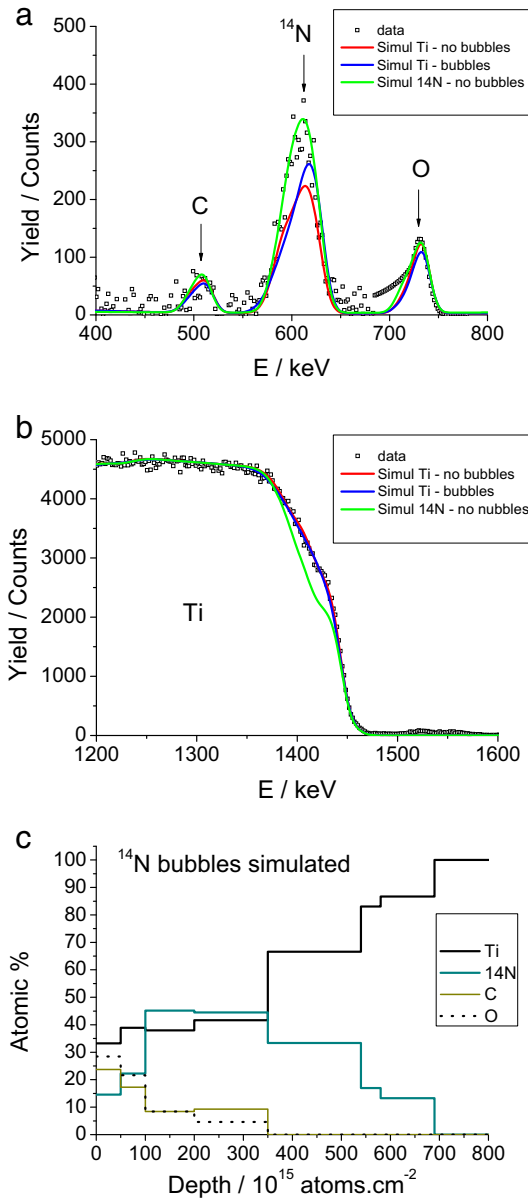 a
14N
data
Simul Ti - no bubbles
Simul Ti - bubbles
Simul 14N - no bubbles
C
O
Yield / Counts
500
400
300
200
100
0
400 500 600 700 800
E / keV
b
data
Simul Ti - no bubbles
Simul Ti - bubbles
Simul 14N - no nubbles
Ti
Yield / Counts
5000
4000
3000
2000
1000
0
1200 1300 1400 1500 1600
E / keV
c
14N bubbles simulated
Ti
14N
C
O
Atomic %
100
90
80
70
60
50
40
30
20
10
0
0 100 200 300 400 500 600 700 800
Depth / 10^15 atoms.cm^-2